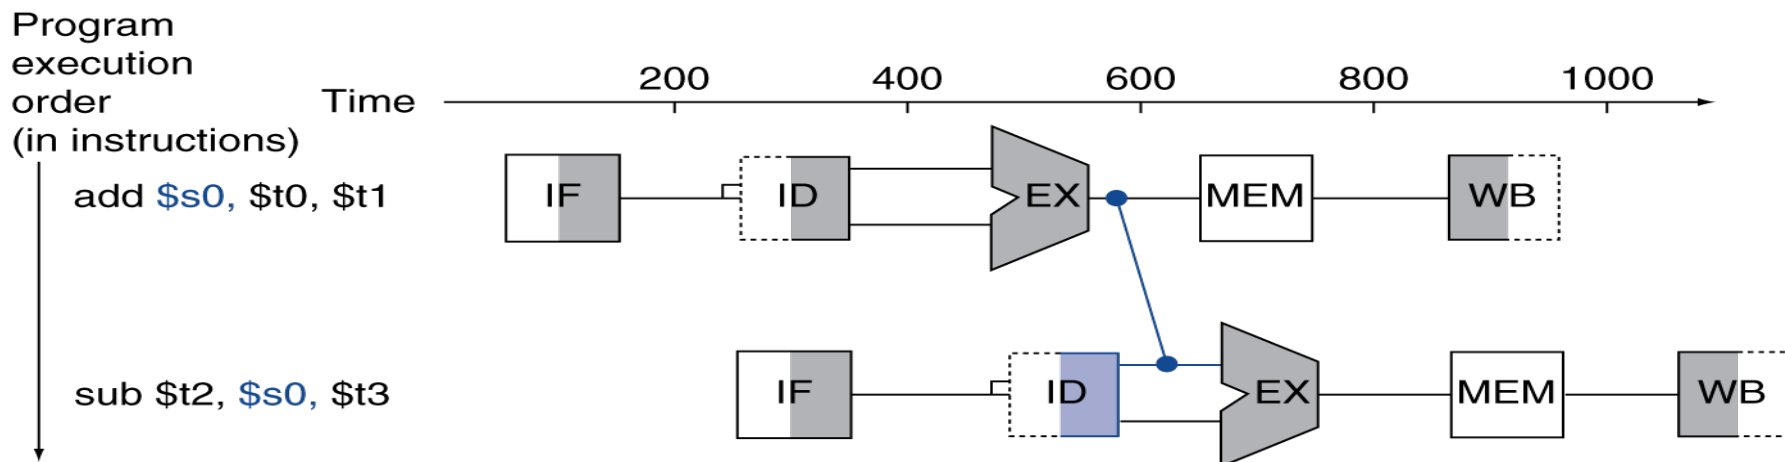 Program
execution
order
(in instructions)
Time
200 400 600 800 1000
add $s0, $t0, $t1
IF ID EX MEM WB
sub $t2, $s0, $t3
IF ID EX MEM WB